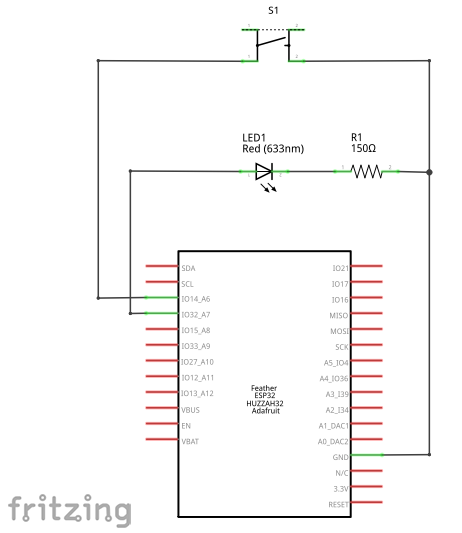 S1
LED1
Red (633nm)
R1
150Ω
SDA
SCL
IO14_A6
IO32_A7
IO15_A8
IO33_A9
IO27_A10
IO12_A11
IO13_A12
VBUS
EN
VBAT
Feather
ESP32
HUZZAH32
Adafruit
IO21
IO17
IO16
MISO
MOSI
SCK
A5_IO4
A4_IO36
A3_I39
A2_I34
A1_DAC1
A0_DAC2
GND
N/C
3.3V
RESET
fritzing